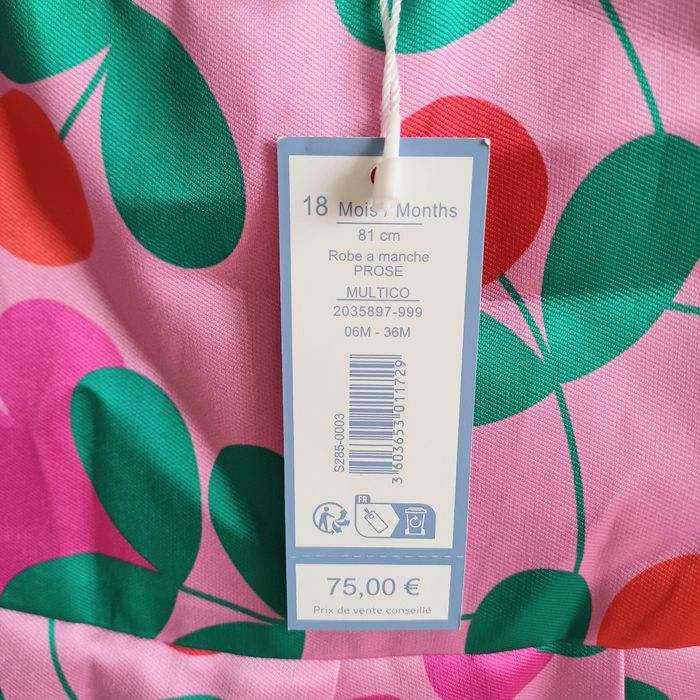 18 Mois / Months
81 cm
Robe a manche
PROSE
MULTICO
2035897-999
06M - 36M
S285-0003
3 603653 011729
FR
75,00 €
Prix de vente conseillé